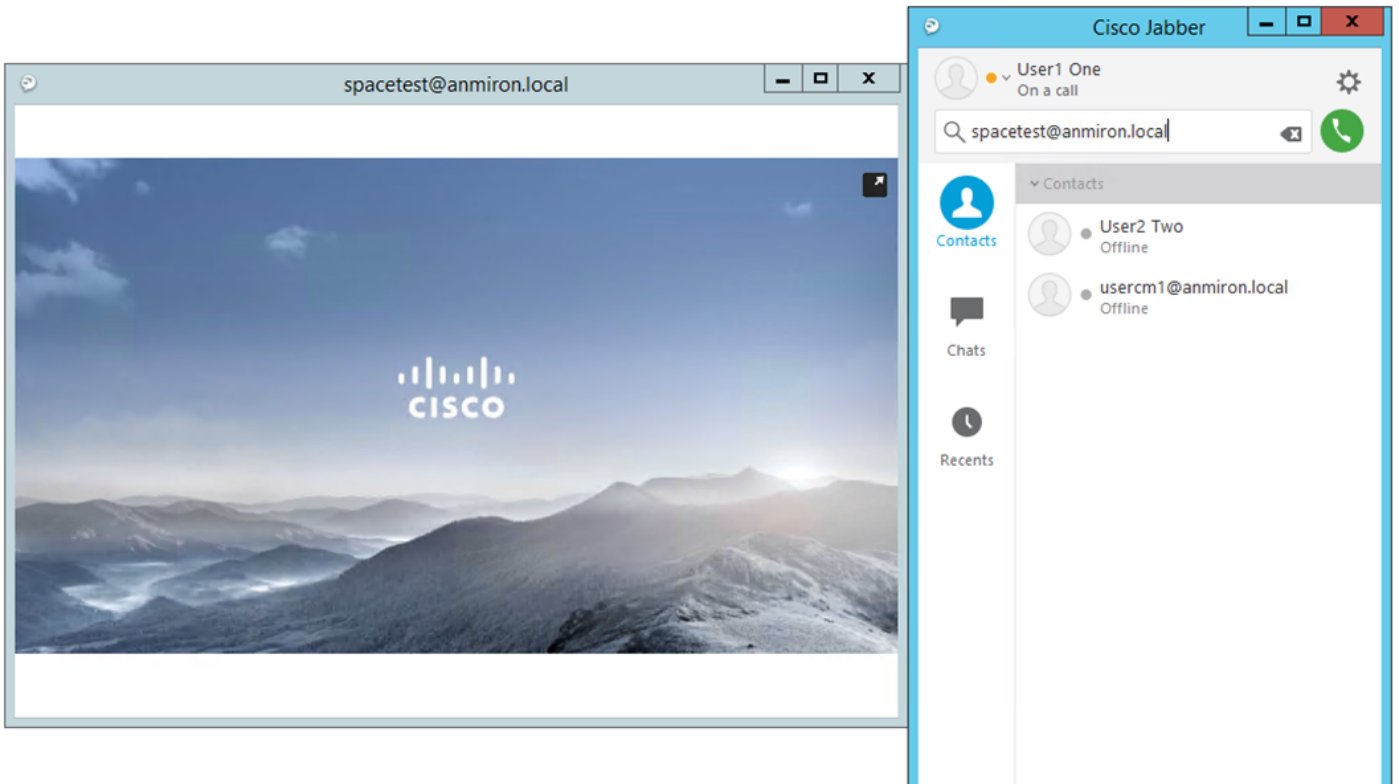 spacetest@anmiron.local
CISCO
Cisco Jabber
User1 One
On a call
spacetest@anmiron.local
Contacts
Contacts
User2 Two
Offline
usercm1@anmiron.local
Offline
Chats
Recents